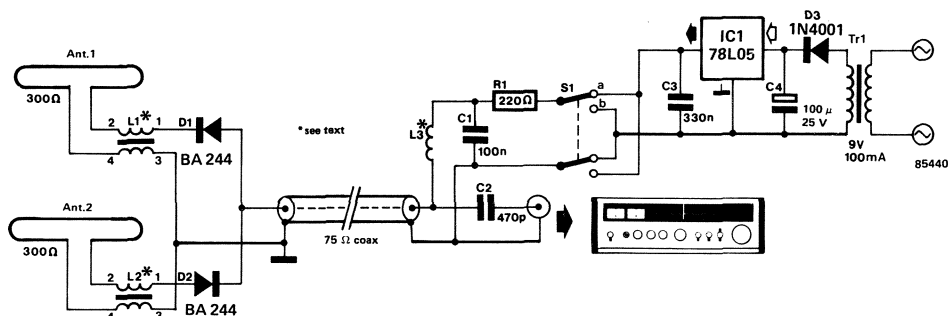 Ant.1
300Ω
2 L1* 1
4 3
D1
BA 244
Ant.2
300Ω
2 L2* 1
4 3
D2
BA 244
* see text
75 Ω coax
* L3
C1
100n
R1
220Ω
S1
a
b
C2
470p
C3
330n
IC1
78L05
C4
100 µ
25 V
D3
1N4001
Tr1
9V
100mA
85440